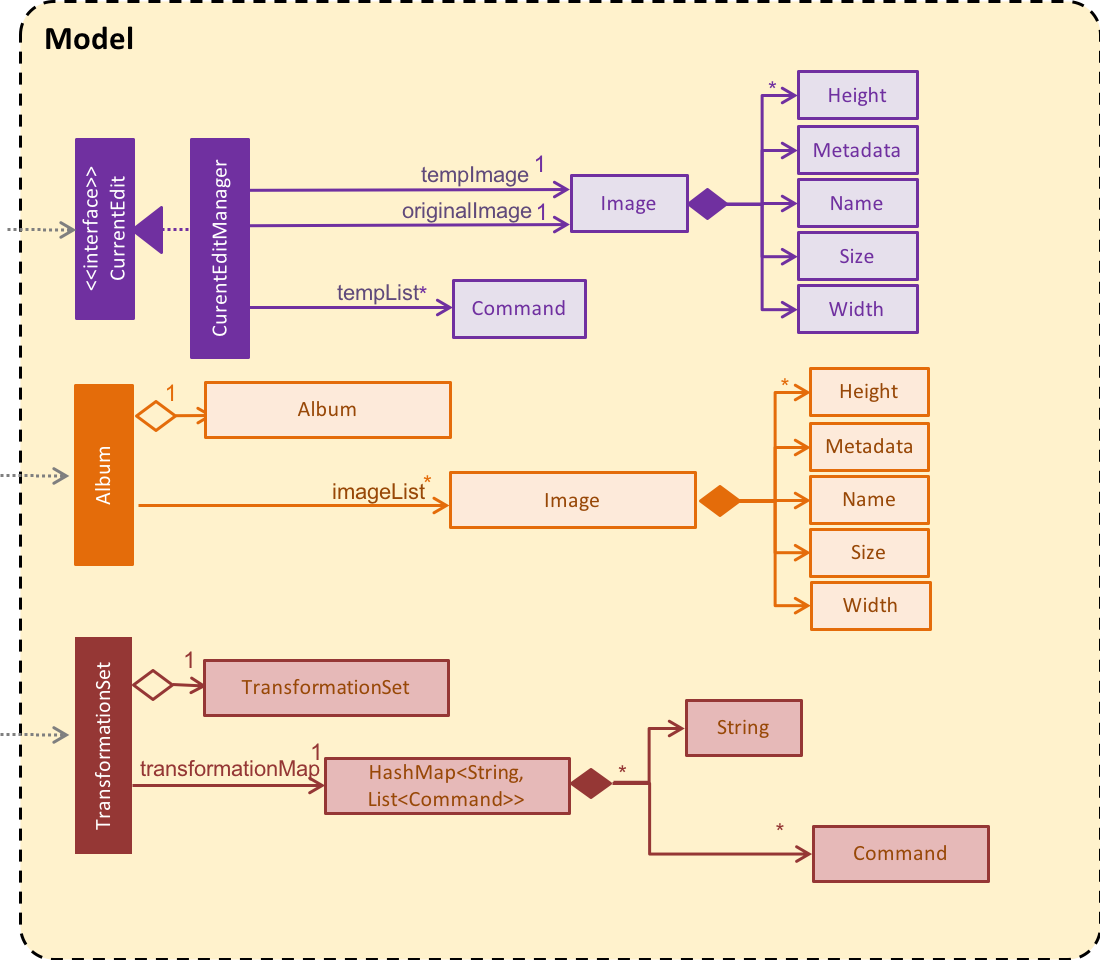 Model
<<interface>>
CurrentEdit
CurentEditManager
tempImage 1
originalImage 1
tempList*
Image
Command
*
Height
Metadata
Name
Size
Width
Album
1
Album
imageList*
Image
*
Height
Metadata
Name
Size
Width
TransformationSet
1
TransformationSet
transformationMap 1
HashMap<String,
List<Command>>
*
String
*
Command